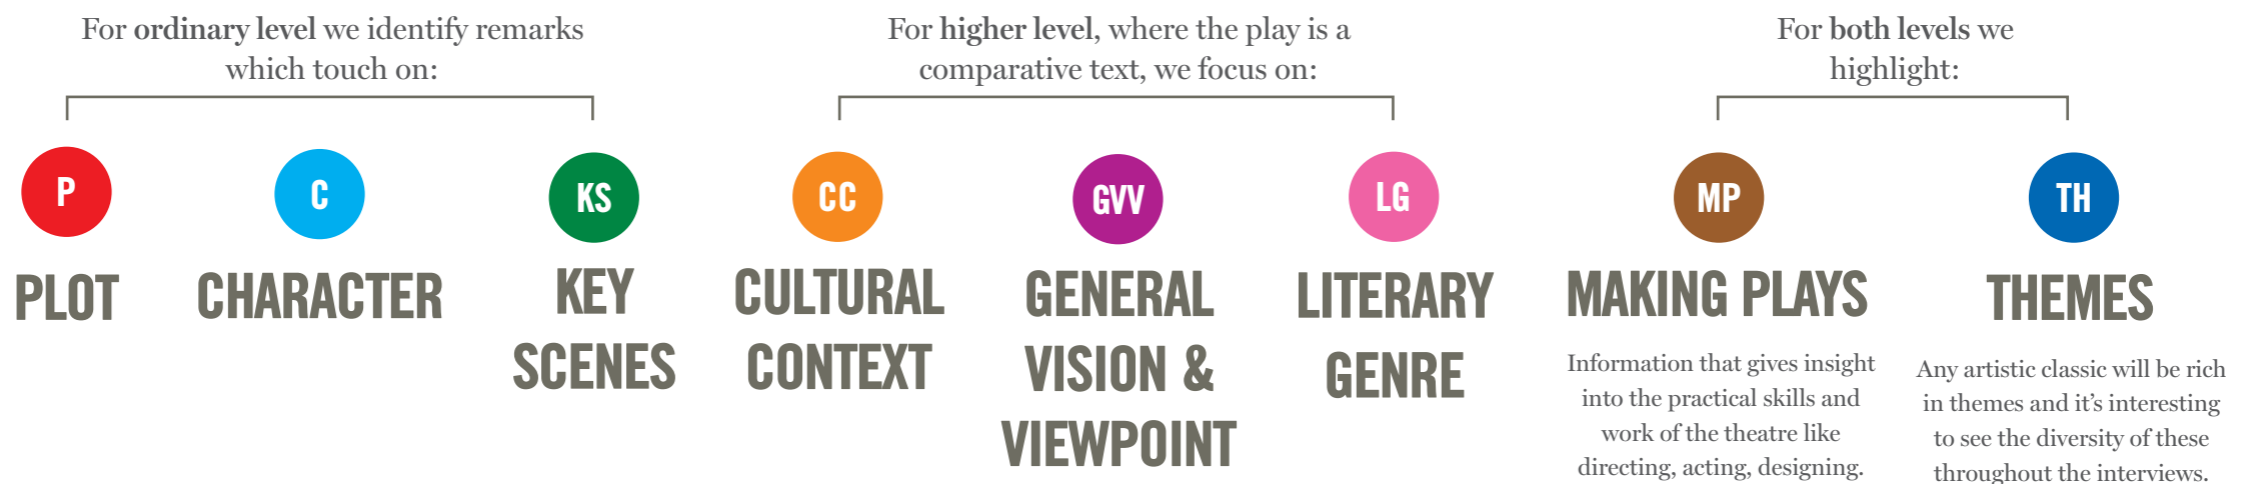 For ordinary level we identify remarks
which touch on:
P
PLOT
C
CHARACTER
KS
KEY
SCENES
For higher level, where the play is a
comparative text, we focus on:
CC
CULTURAL
CONTEXT
GVV
GENERAL
VISION &
VIEWPOINT
LG
LITERARY
GENRE
For both levels we
highlight:
MP
MAKING PLAYS
Information that gives insight
into the practical skills and
work of the theatre like
directing, acting, designing.
TH
THEMES
Any artistic classic will be rich
in themes and it’s interesting
to see the diversity of these
throughout the interviews.